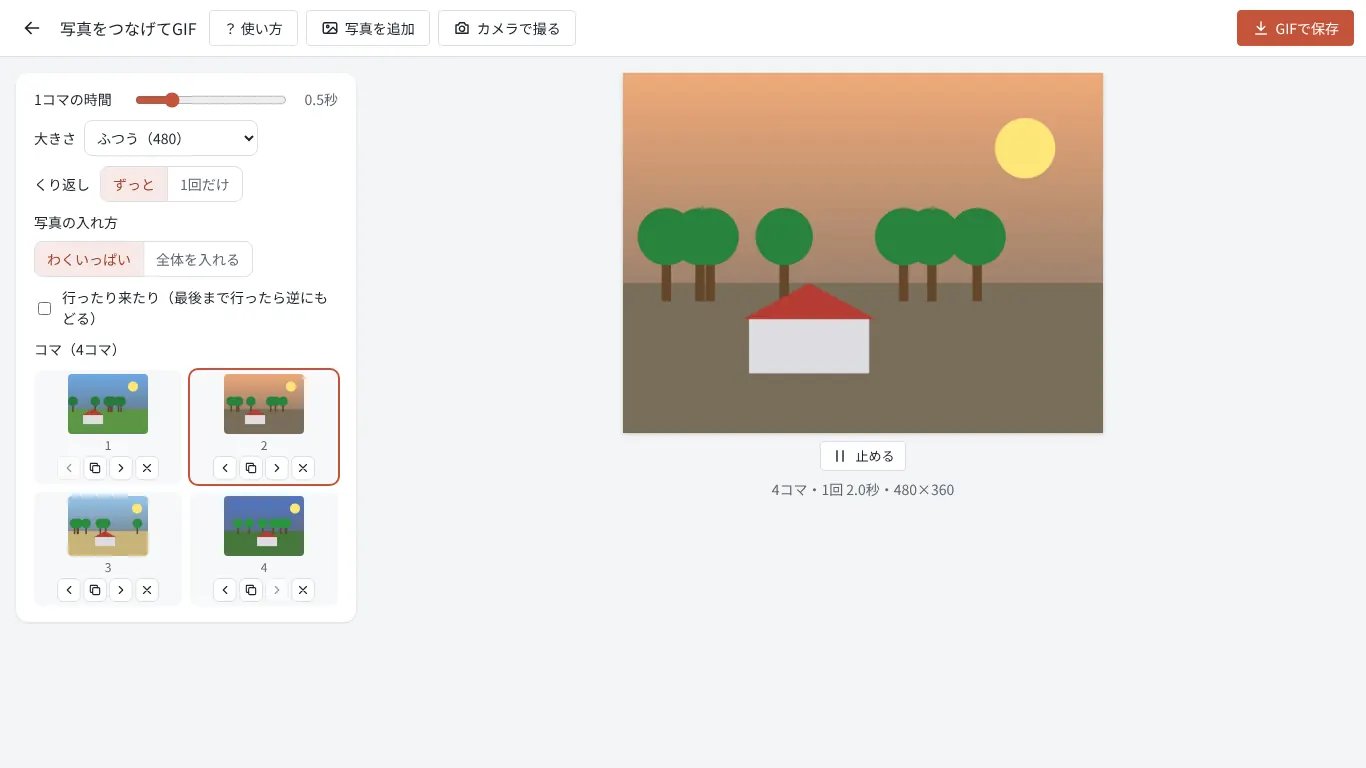 写真をつなげてGIF
? 使い方
写真を追加
カメラで撮る
GIFで保存
1コマの時間
0.5秒
大きさ
ふつう（480）
くり返し
ずっと
1回だけ
写真の入れ方
わくいっぱい
全体を入れる
行ったり来たり（最後まで行ったら逆にも
どる）
コマ（4コマ）
1
2
3
4
止める
4コマ・1回 2.0秒・480×360